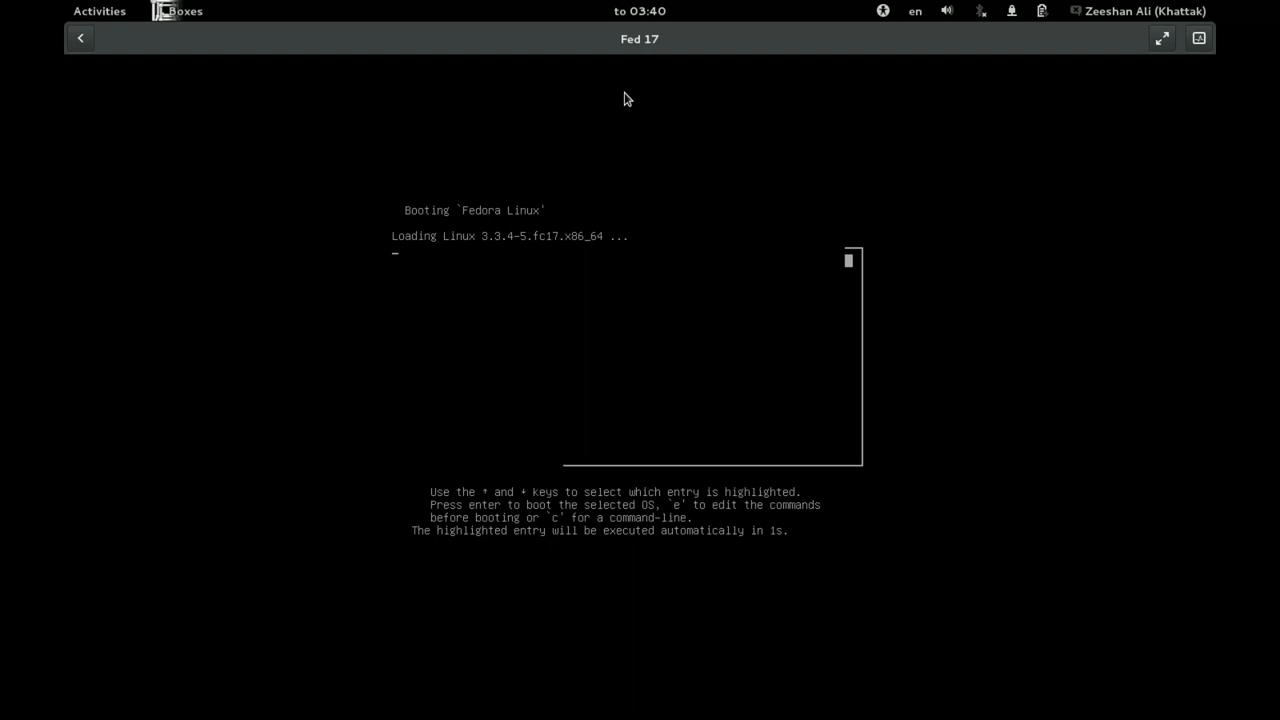 Activities Boxes to 03:40 en Zeeshan Ali (Khattak)
Fed 17
Booting `Fedora Linux'
Loading Linux 3.3.4-5.fc17.x86_64 ...
Use the ↑ and ↓ keys to select which entry is highlighted.
Press enter to boot the selected OS, `e' to edit the commands
before booting or `c' for a command-line.
The highlighted entry will be executed automatically in 1s.